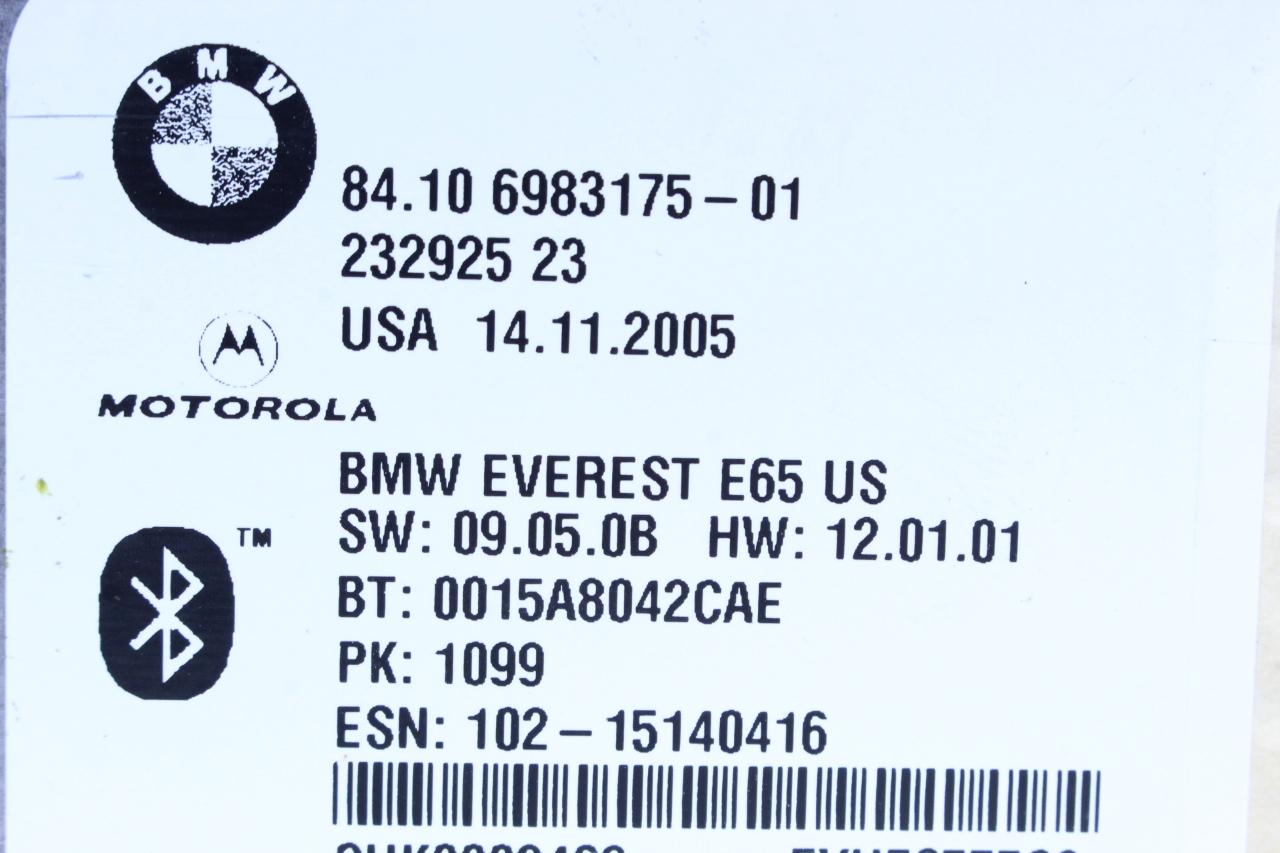 BMW
84.10 6983175 – 01
232925 23
USA 14.11.2005
MOTOROLA
BMW EVEREST E65 US
SW: 09.05.0B HW: 12.01.01
TM
BT: 0015A8042CAE
PK: 1099
ESN: 102 – 15140416